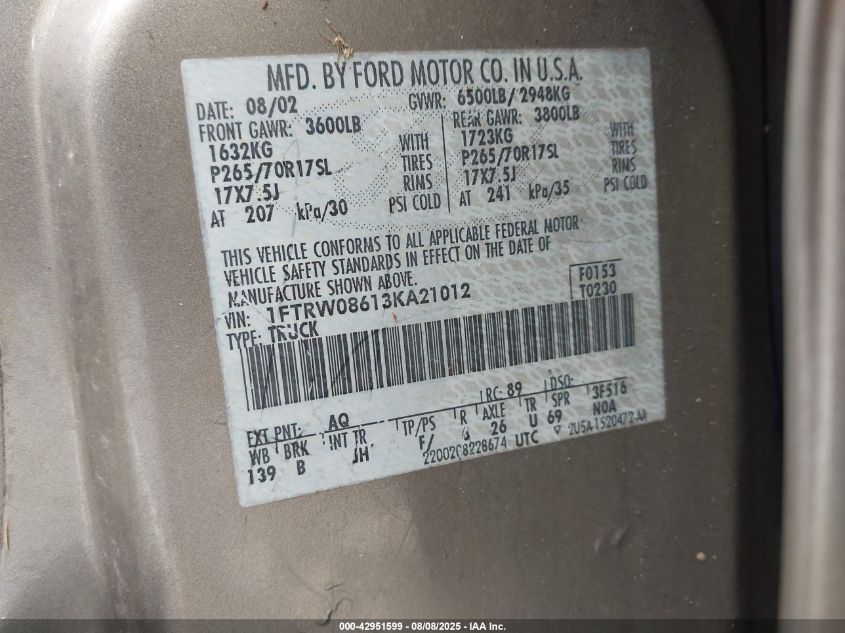 MFD. BY FORD MOTOR CO. IN U.S.A.
DATE: 08/02 GVWR: 6500LB/ 2948KG
FRONT GAWR: 3600LB REAR GAWR: 3800LB
1632KG WITH 1723KG WITH
P265/70R17SL TIRES P265/70R17SL TIRES
17X7.5J RIMS 17X7.5J RIMS
AT 207 kPa/30 PSI COLD AT 241 kPa/35 PSI COLD
THIS VEHICLE CONFORMS TO ALL APPLICABLE FEDERAL MOTOR
VEHICLE SAFETY STANDARDS IN EFFECT ON THE DATE OF
MANUFACTURE SHOWN ABOVE.
F0153
VIN: 1FTRW08613KA21012 T0230
TYPE: TRUCK
EXT PNT: AQ RC: 89 DSO: 3F516
WB BRK INT TR TP/PS R AXLE TR SPR N0A
139 B JH F/ 26 U 69
2200208228674 UTC ▽ 2U5A-1520472-AA
000-42951599 - 08/08/2025 - IAA Inc.